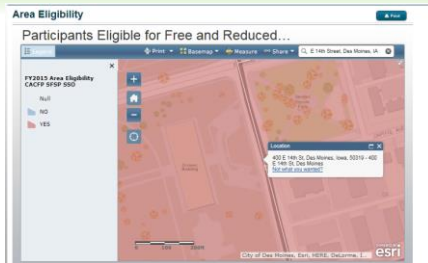 Area Eligibility
Print
Participants Eligible for Free and Reduced...
Legend
Print Basemap Measure Share E 14th Street, Des Moines, IA
FY2015 Area Eligibility
CACFP SFSP SSO
Null
NO
YES
Location
400 E 14th St, Des Moines, Iowa, 50319 - 400
E 14th St, Des Moines
Not what you wanted?
City of Des Moines, Esri, HERE, DeLorme, I...
esri